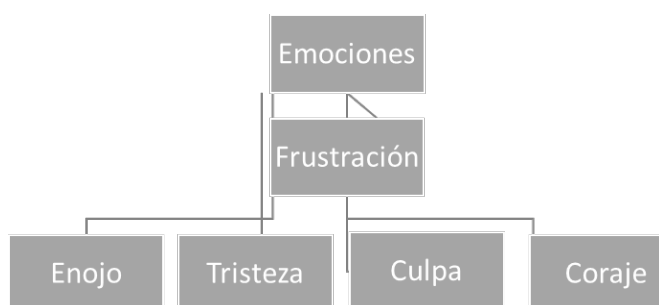 Emociones
Frustración
Enojo
Tristeza
Culpa
Coraje